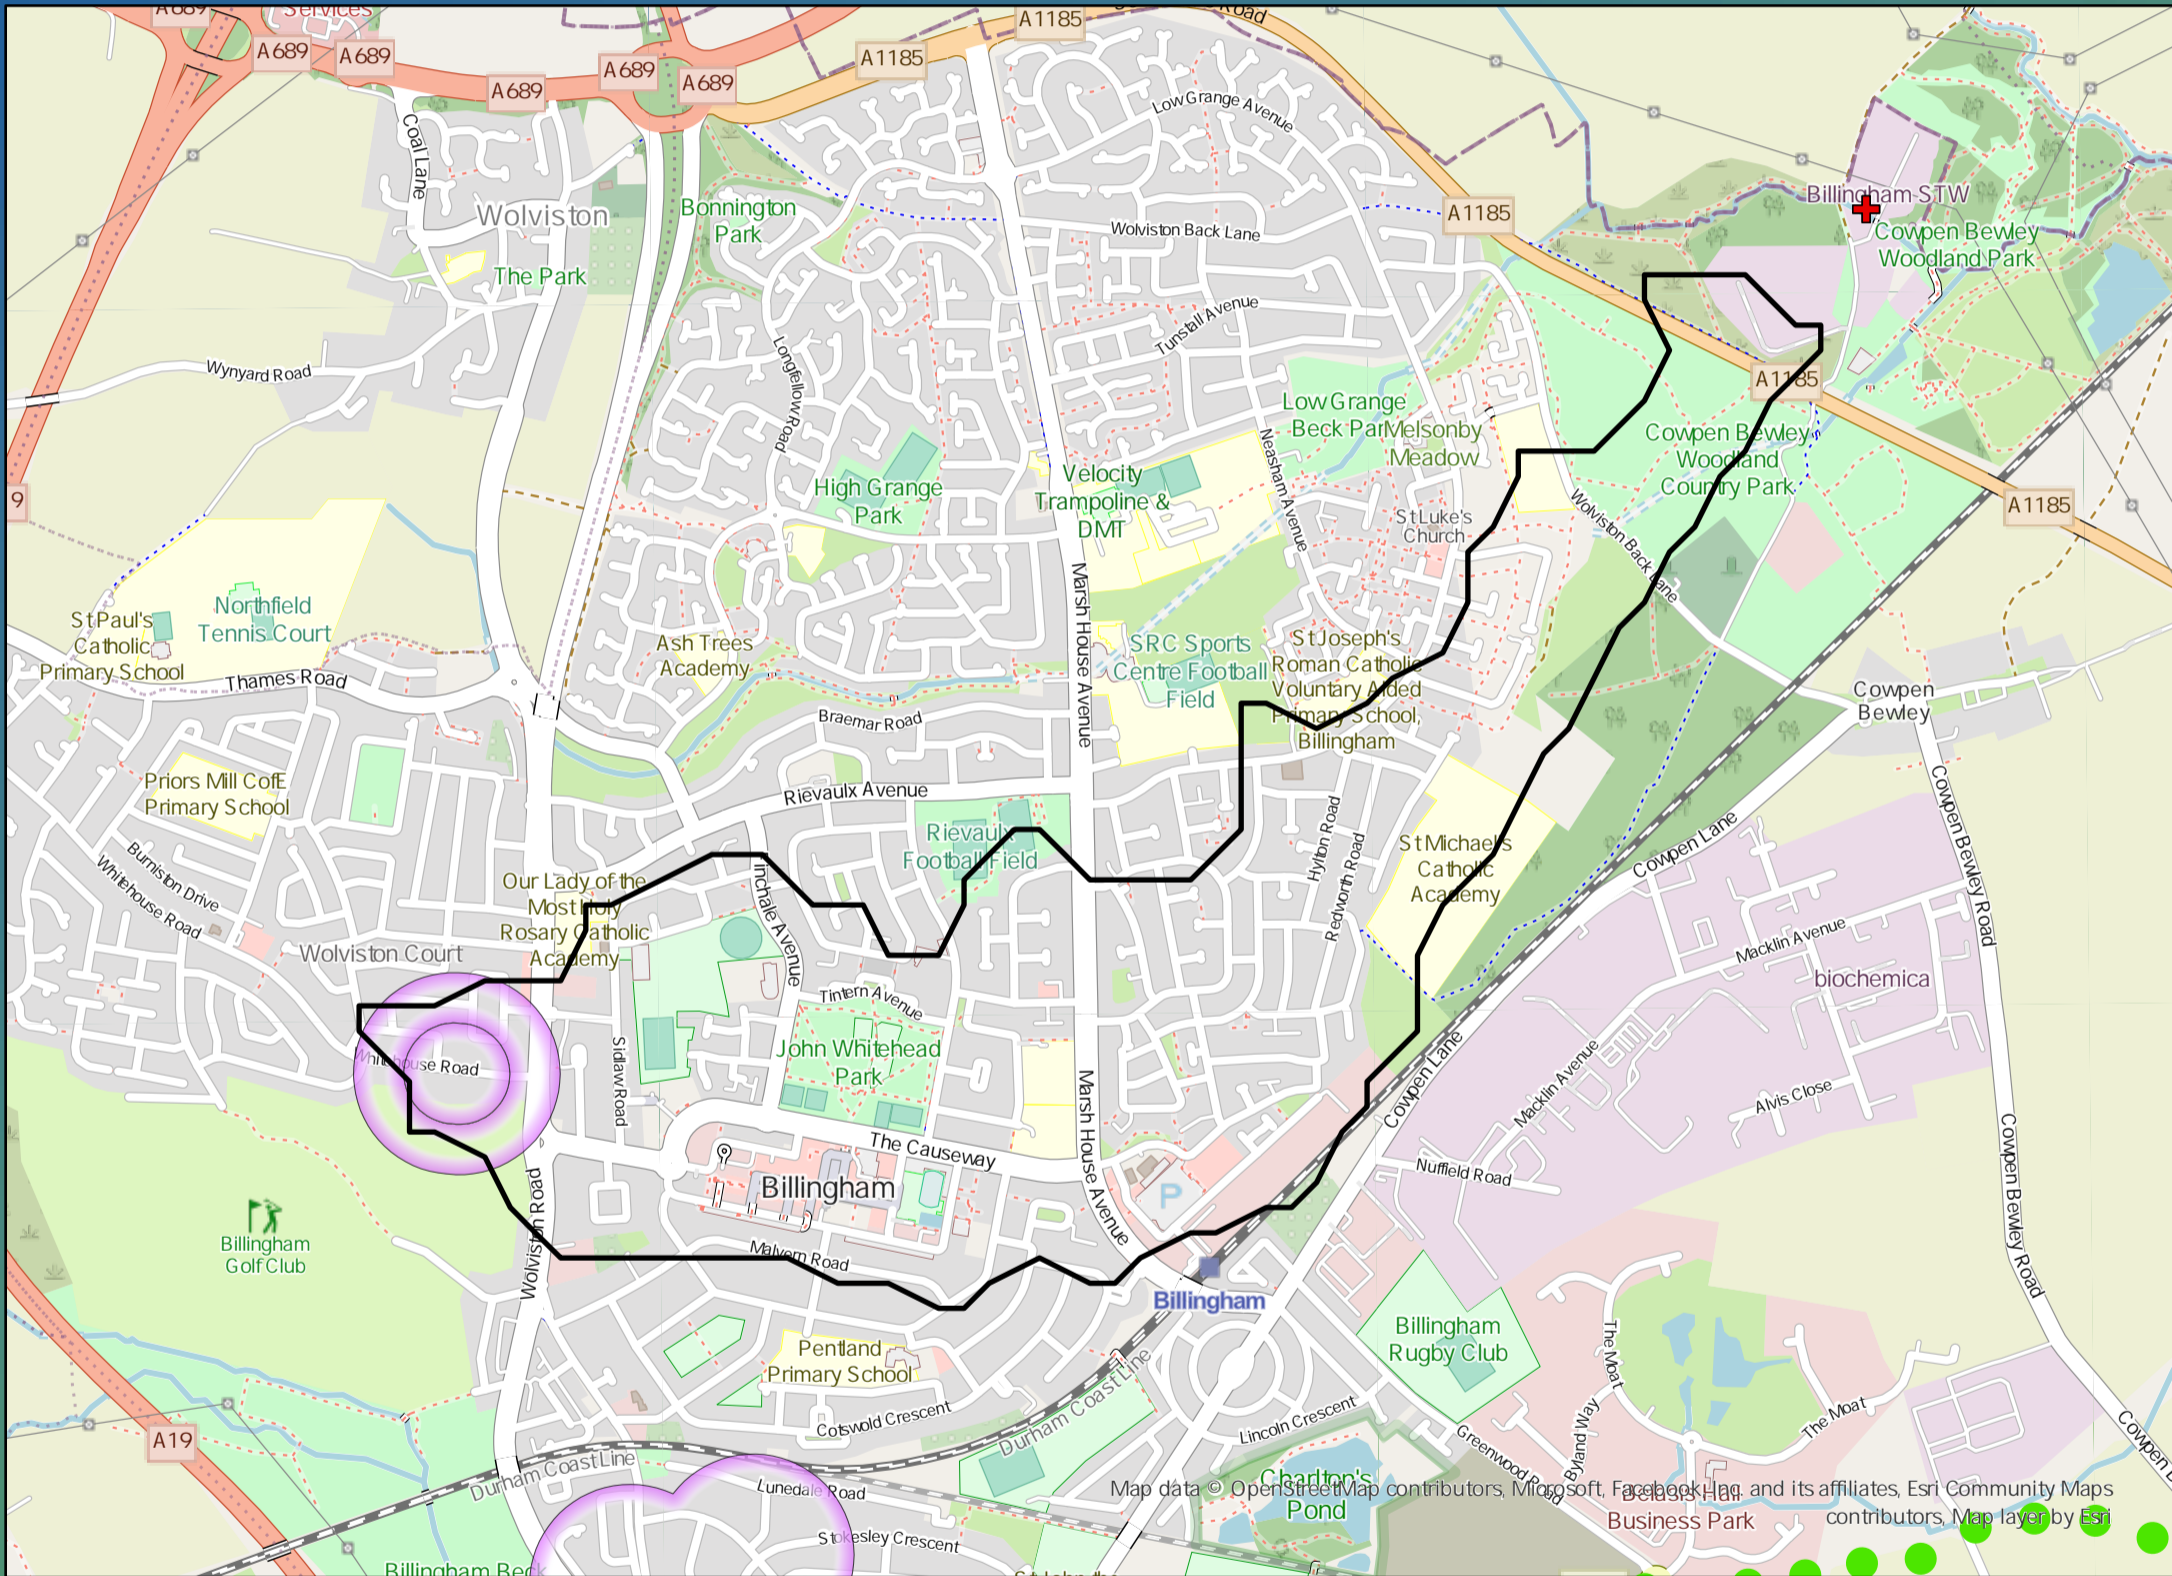 A689
Services
Road
A1185
A689
A689
A689
A689
A689
A1185
Coal Lane
Low Grange Avenue
Wolviston
Bonnington
Park
A1185
Billingham STW
Wolviston Back Lane
Cowpen Bewley
Woodland Park
The Park
Tunstall Avenue
Wynyard Road
Longfellow Road
A1185
Low Grange
Beck Park
Melsonby
Meadow
Neasham Avenue
Cowpen Bewley
Woodland
Country Park
Velocity
Trampoline &
DMT
High Grange
Park
9
A1185
St Luke's
Church
Wolviston Back Lane
Marsh House Avenue
Northfield
Tennis Court
St Paul's
Catholic
Primary School
Ash Trees
Academy
SRC Sports
Centre Football
Field
St Joseph's
Roman Catholic
Voluntary Aided
Primary School,
Billingham
Thames Road
Braemar Road
Cowpen
Bewley
Priors Mill CofE
Primary School
Rievaulx Avenue
Rievaulx
Football Field
Hylton Road
Redworth Road
St Michael's
Catholic
Academy
Cowpen Lane
Cowpen Bewley Road
Burniston Drive
Whitehouse Road
Our Lady of the
Most Holy
Rosary Catholic
Academy
Inchale Avenue
Wolviston Court
Macklin Avenue
biochemica
Tintern Avenue
Whitehouse Road
Sidlaw Road
John Whitehead
Park
Marsh House Avenue
Cowpen Lane
Macklin Avenue
Alvis Close
The Causeway
Nuffield Road
Cowpen Bewley Road
Billingham
P
Wolviston Road
Billingham
Golf Club
Malvern Road
Billingham
Billingham
Rugby Club
The Moat
Pentland
Primary School
Durham Coast Line
Cotswold Crescent
Lincoln Crescent
Byland Way
The Moat
Cowpen
A19
Durham Coast Line
Greenwood Road
Lunedale Road
Charlton's
Pond
Map data © OpenStreetMap contributors, Microsoft, Facebook, Inc. and its affiliates, Esri Community Maps
contributors, Map layer by Esri
Belasis Hall
Business Park
Stokesley Crescent
Billingham Beck
St John the